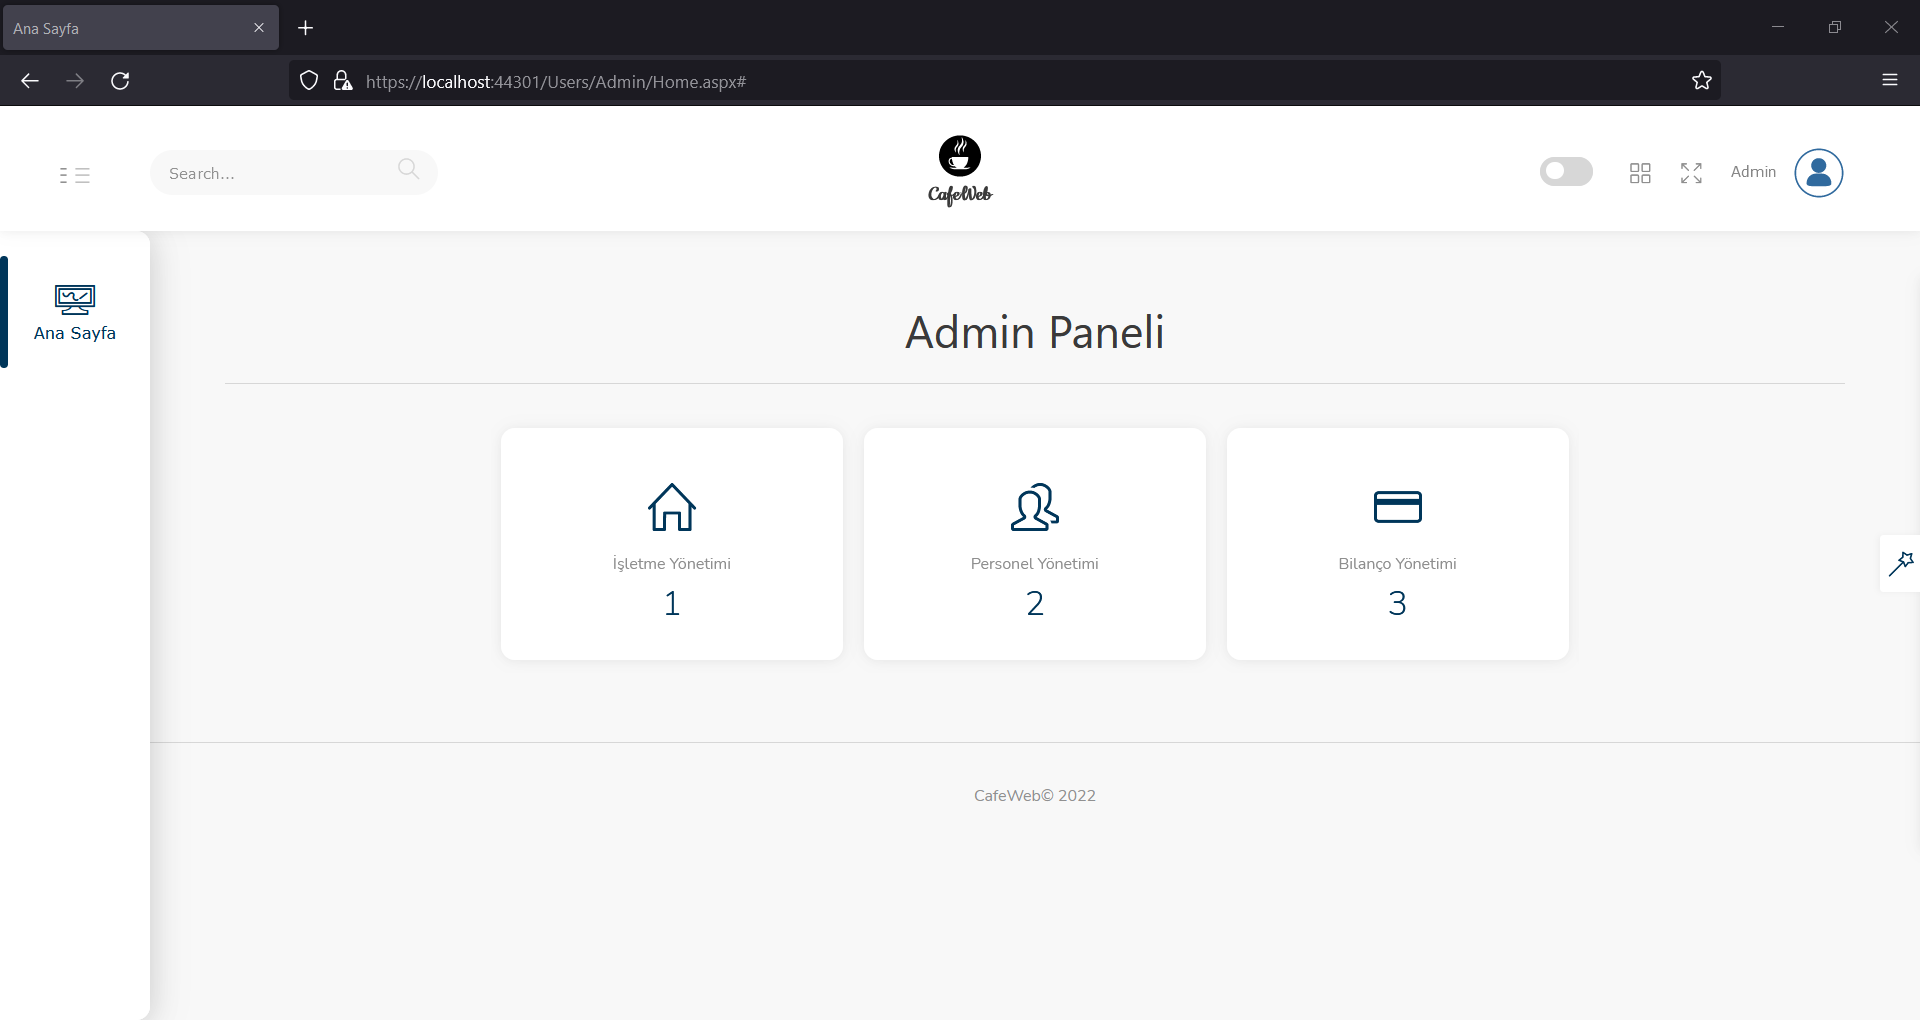 Ana Sayfa
https://localhost:44301/Users/Admin/Home.aspx#
Search...
CafeWeb
Admin
Ana Sayfa
Admin Paneli
İşletme Yönetimi
1
Personel Yönetimi
2
Bilanço Yönetimi
3
CafeWeb© 2022